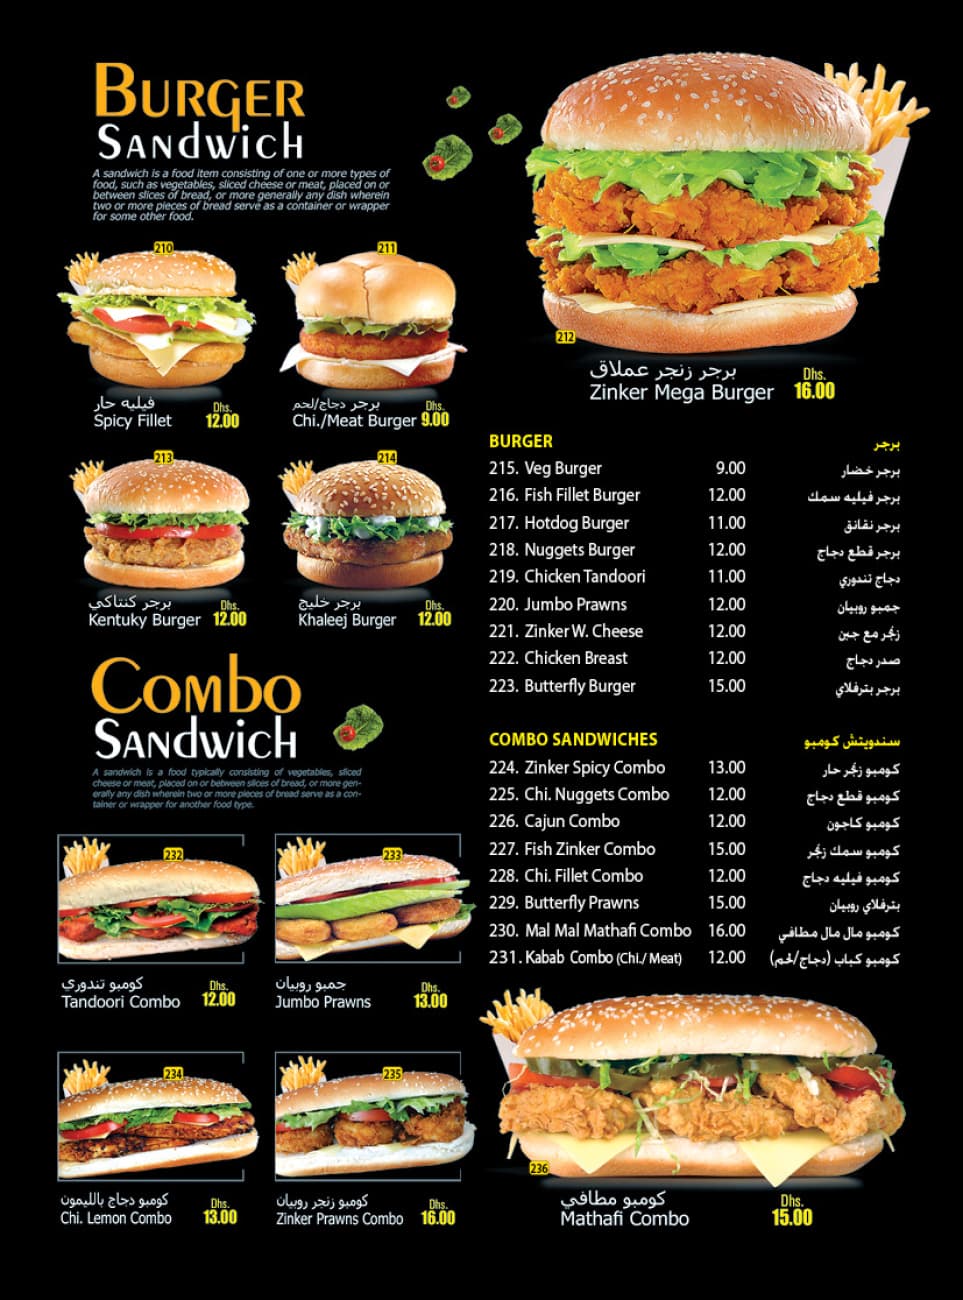 BURGER
SANDWICH
A sandwich is a food item consisting of one or more types of
food, such as vegetables, sliced cheese or meat, placed on or
between slices of bread, or more generally any dish wherein
two or more pieces of bread serve as a container or wrapper
for some other food.
210
فيليه حار
Spicy Fillet
Dhs.
12.00
211
برجر دجاج/لحم
Chi./Meat Burger
Dhs.
9.00
212
برجر زنجر عملاق
Zinker Mega Burger
Dhs.
16.00
213
برجر كنتاكي
Kentuky Burger
Dhs.
12.00
214
برجر خليج
Khaleej Burger
Dhs.
12.00
BURGER برجر
215. Veg Burger 9.00 برجر خضار
216. Fish Fillet Burger 12.00 برجر فيليه سمك
217. Hotdog Burger 11.00 برجر نقانق
218. Nuggets Burger 12.00 برجر قطع دجاج
219. Chicken Tandoori 11.00 دجاج تندوري
220. Jumbo Prawns 12.00 جمبو روبيان
221. Zinker W. Cheese 12.00 زنجر مع جبن
222. Chicken Breast 12.00 صدر دجاج
223. Butterfly Burger 15.00 برجر بترفلاي
COMBO
SANDWICH
A sandwich is a food typically consisting of vegetables, sliced
cheese or meat, placed on or between slices of bread, or more gen-
erally any dish wherein two or more pieces of bread serve as a con-
tainer or wrapper for another food type.
COMBO SANDWICHES سندويتش كومبو
224. Zinker Spicy Combo 13.00 كومبو زنجر حار
225. Chi. Nuggets Combo 12.00 كومبو قطع دجاج
226. Cajun Combo 12.00 كومبو كاجون
227. Fish Zinker Combo 15.00 كومبو سمك زنجر
228. Chi. Fillet Combo 12.00 كومبو فيليه دجاج
229. Butterfly Prawns 15.00 بترفلاي روبيان
230. Mal Mal Mathafi Combo 16.00 كومبو مال مال مطافي
231. Kabab Combo (Chi./ Meat) 12.00 كومبو كباب (دجاج/لحم)
232
كومبو تندوري
Tandoori Combo
Dhs.
12.00
233
جمبو روبيان
Jumbo Prawns
Dhs.
13.00
234
كومبو دجاج بالليمون
Chi. Lemon Combo
Dhs.
13.00
235
كومبو زنجر روبيان
Zinker Prawns Combo
Dhs.
16.00
236
كومبو مطافي
Mathafi Combo
Dhs.
15.00